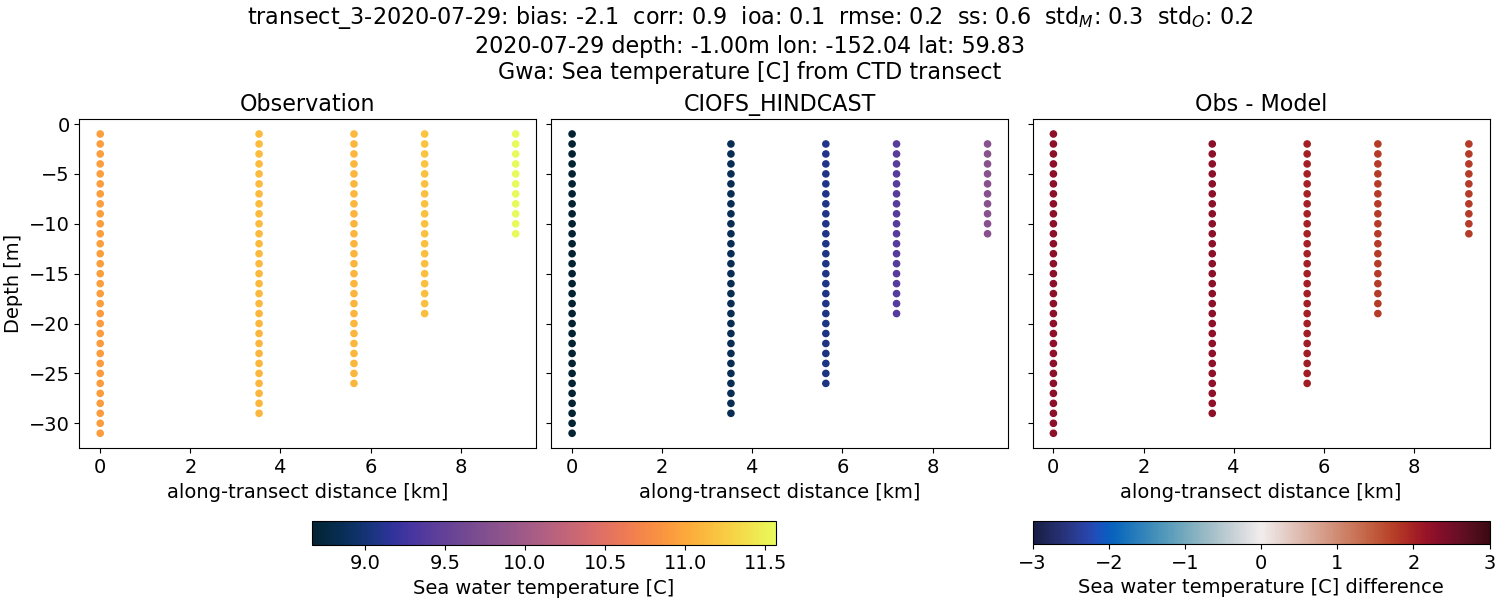 transect_3-2020-07-29: bias: -2.1 corr: 0.9 ioa: 0.1 rmse: 0.2 ss: 0.6 std_M: 0.3 std_O: 0.2
2020-07-29 depth: -1.00m lon: -152.04 lat: 59.83
Gwa: Sea temperature [C] from CTD transect
Observation CIOFS_HINDCAST Obs - Model
0
−5
−10
−15
−20
−25
−30
Depth [m]
0 2 4 6 8 0 2 4 6 8 0 2 4 6 8
along-transect distance [km] along-transect distance [km] along-transect distance [km]
9.0 9.5 10.0 10.5 11.0 11.5 −3 −2 −1 0 1 2 3
Sea water temperature [C] Sea water temperature [C] difference